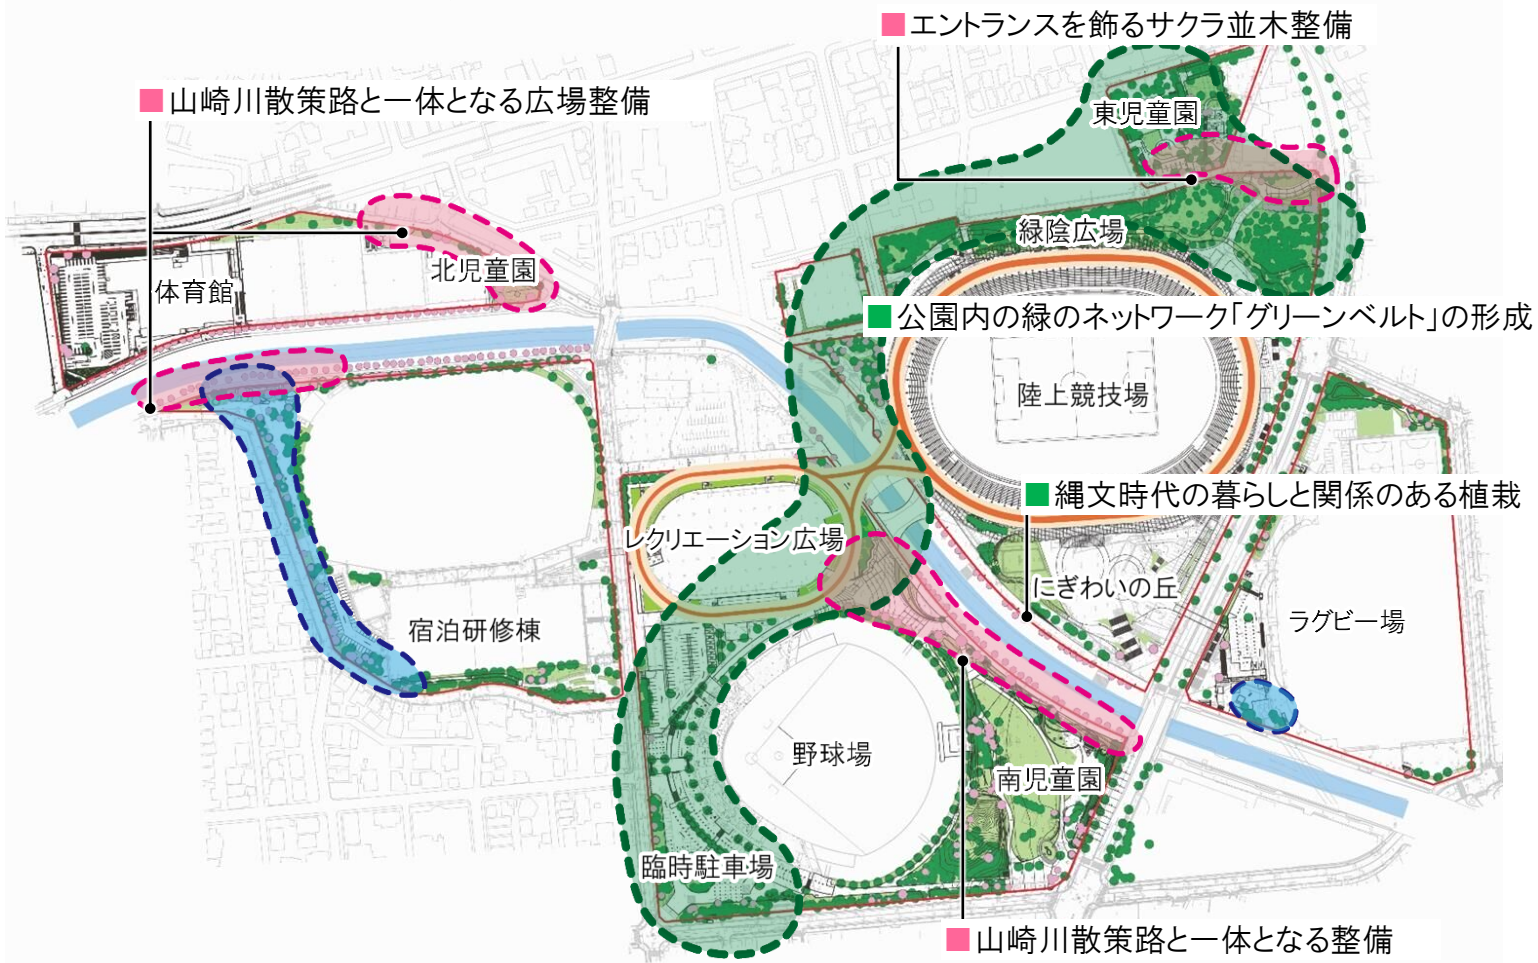 ■エントランスを飾るサクラ並木整備
■山崎川散策路と一体となる広場整備
東児童園
緑陰広場
北児童園
体育館
■公園内の緑のネットワーク「グリーンベルト」の形成
陸上競技場
■縄文時代の暮らしと関係のある植栽
レクリエーション広場
にぎわいの丘
ラグビー場
宿泊研修棟
野球場
南児童園
臨時駐車場
■山崎川散策路と一体となる整備